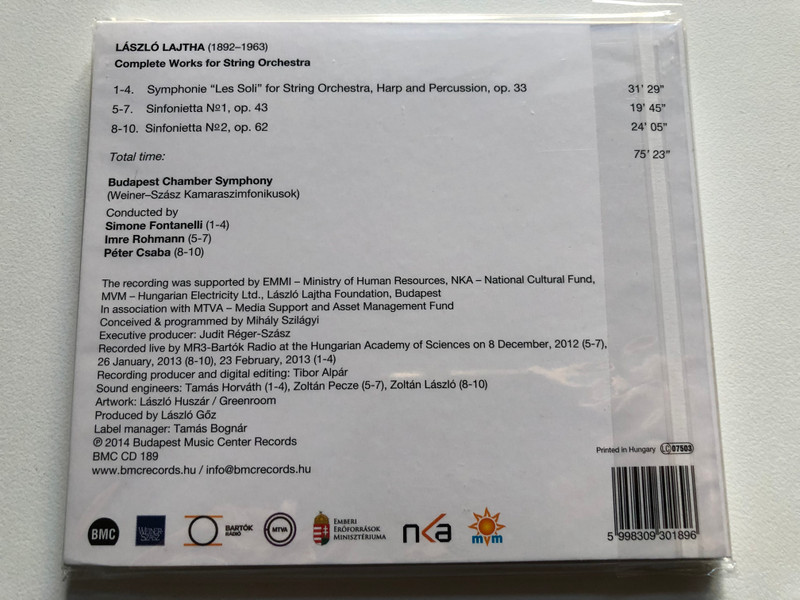 LÁSZLÓ LAJTHA (1892–1963)
Complete Works for String Orchestra
1-4. Symphonie "Les Soli" for String Orchestra, Harp and Percussion, op. 33 31' 29"
5-7. Sinfonietta №1, op. 43 19' 45"
8-10. Sinfonietta №2, op. 62 24' 05"
Total time: 75' 23"
Budapest Chamber Symphony
(Weiner–Szász Kamaraszimfonikusok)
Conducted by
Simone Fontanelli (1-4)
Imre Rohmann (5-7)
Péter Csaba (8-10)
The recording was supported by EMMI – Ministry of Human Resources, NKA – National Cultural Fund,
MVM – Hungarian Electricity Ltd., László Lajtha Foundation, Budapest
In association with MTVA – Media Support and Asset Management Fund
Conceived & programmed by Mihály Szilágyi
Executive producer: Judit Réger-Szász
Recorded live by MR3-Bartók Radio at the Hungarian Academy of Sciences on 8 December, 2012 (5-7),
26 January, 2013 (8-10), 23 February, 2013 (1-4)
Recording producer and digital editing: Tibor Alpár
Sound engineers: Tamás Horváth (1-4), Zoltán Pecze (5-7), Zoltán László (8-10)
Artwork: László Huszár / Greenroom
Produced by László Gőz
Label manager: Tamás Bognár
℗ 2014 Budapest Music Center Records
BMC CD 189
www.bmcrecords.hu / info@bmcrecords.hu
Printed in Hungary LC 07503
5 998309 301896
BMC
WEINER
SZÁSZ
BARTÓK
RÁDIÓ
MTVA
EMBERI
ERŐFORRÁSOK
MINISZTÉRIUMA
nka
mvm